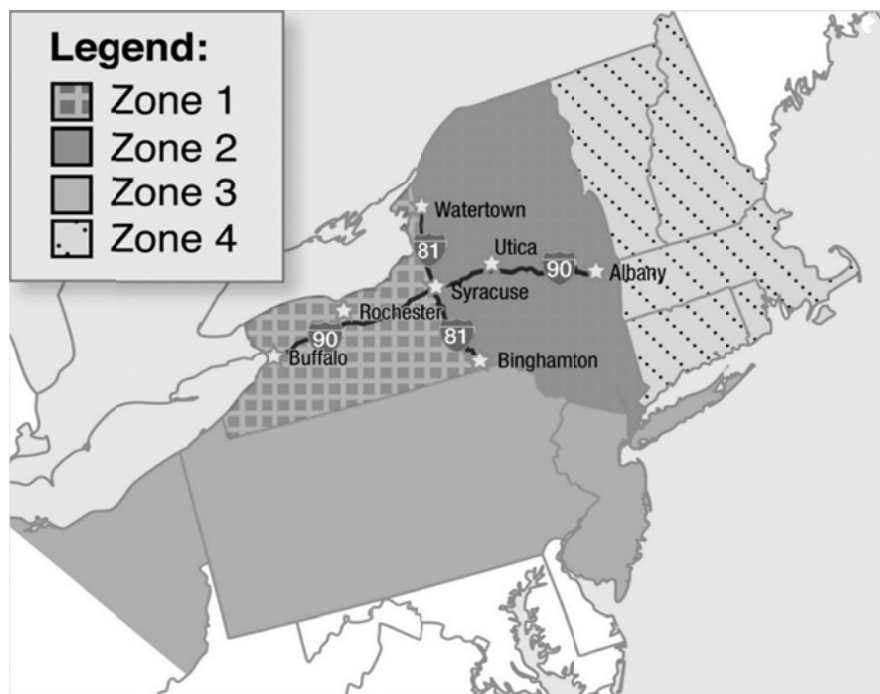 Legend:
Zone 1
Zone 2
Zone 3
Zone 4
Watertown
81
Utica
90
Albany
Syracuse
Rochester
90
81
Buffalo
Binghamton